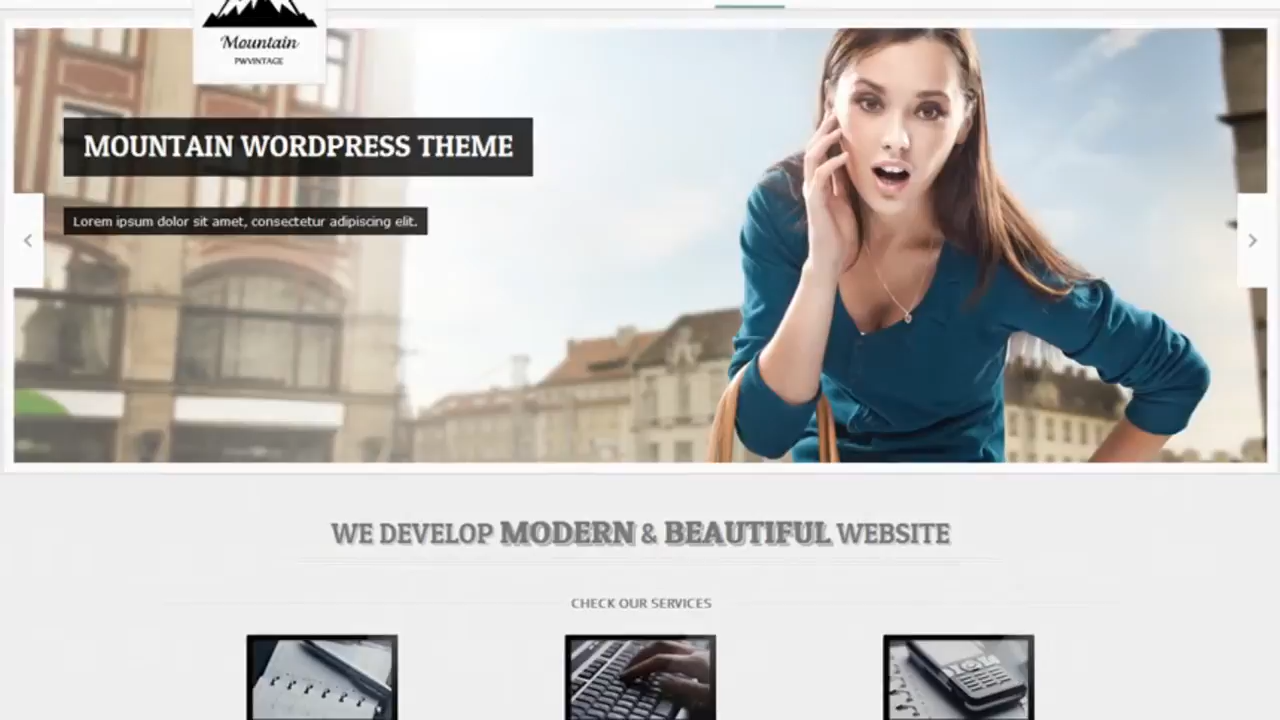 Mountain
PWVINTAGE
MOUNTAIN WORDPRESS THEME
Lorem ipsum dolor sit amet, consectetur adipiscing elit.
WE DEVELOP MODERN & BEAUTIFUL WEBSITE
CHECK OUR SERVICES